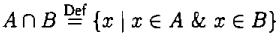 A ∩ B ≝ {x | x ∈ A & x ∈ B}